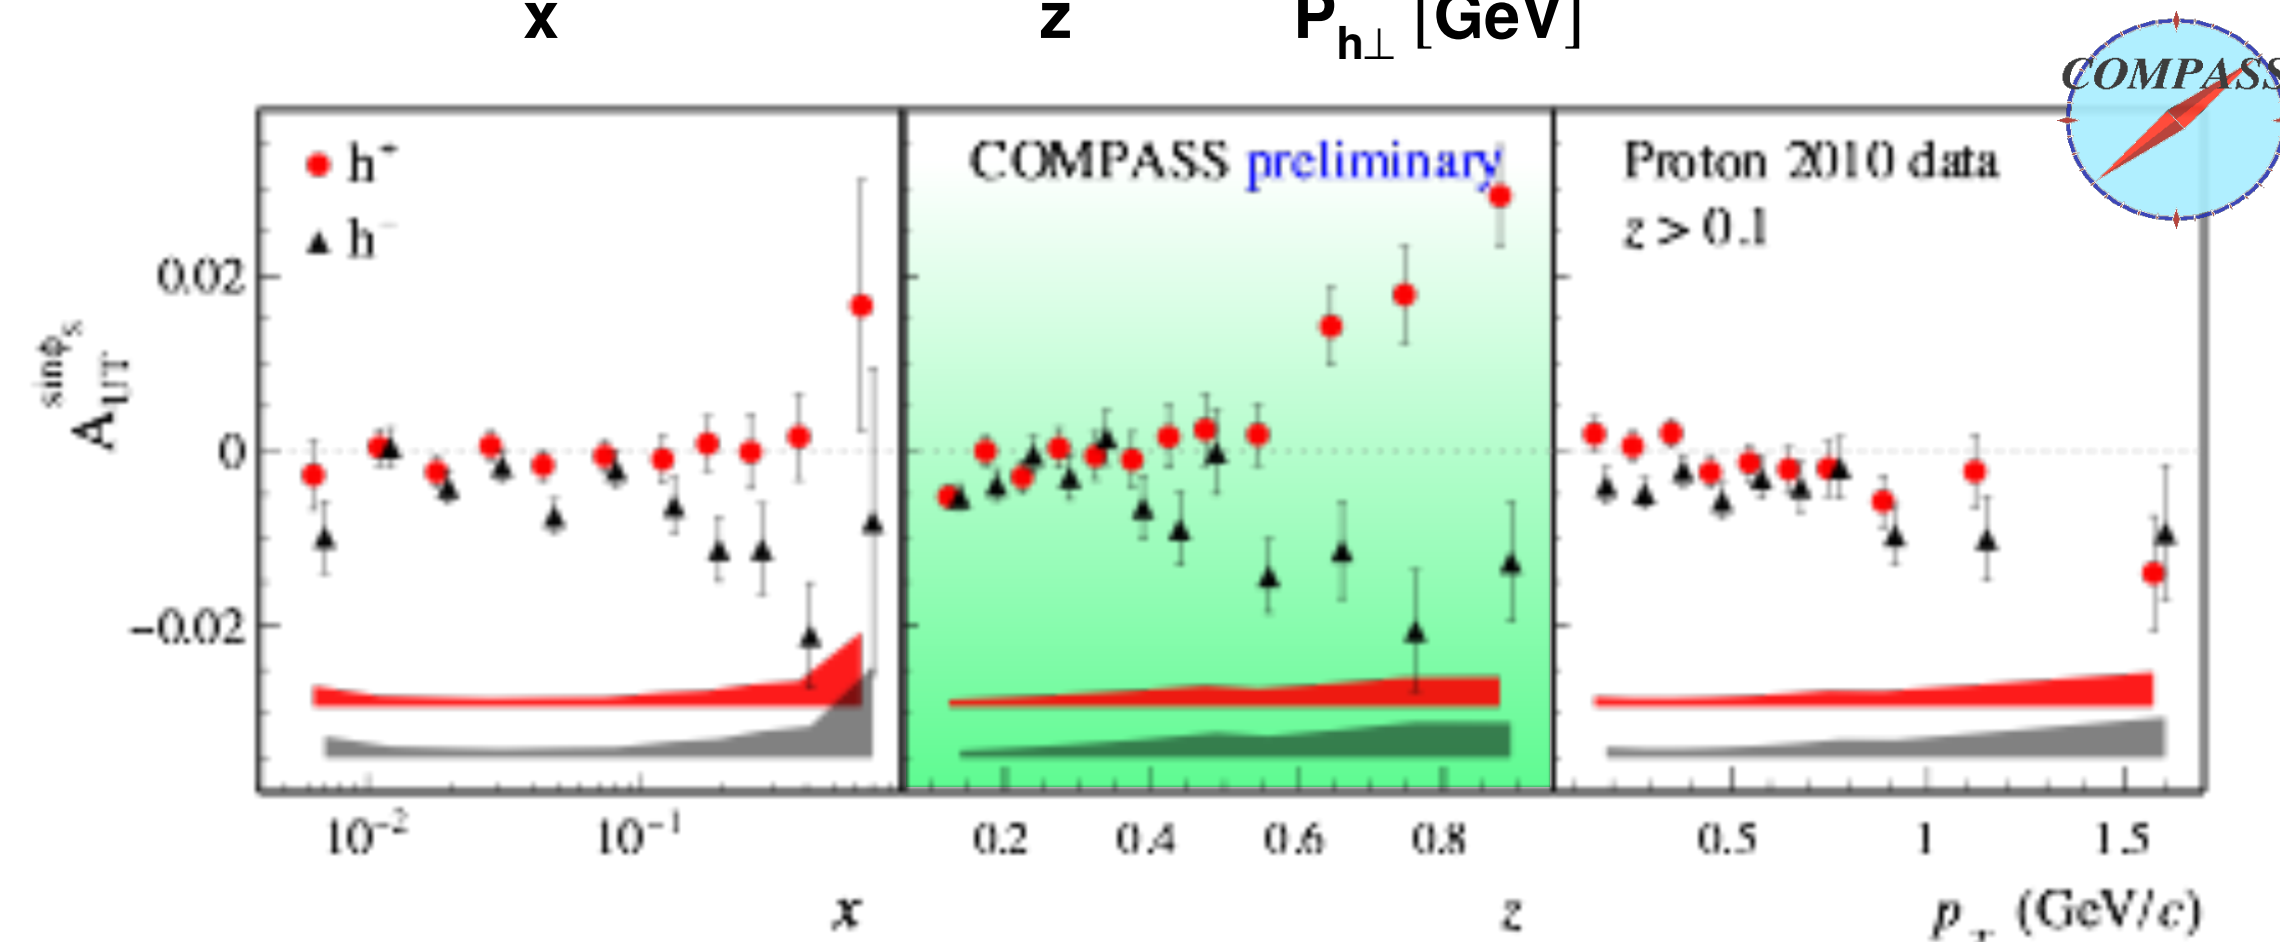 x z P_h⊥ [GeV]
COMPASS
h⁺
COMPASS preliminary
Proton 2010 data
h⁻
z > 0.1
0.02
A_UT^sinϕ_S
0
−0.02
10⁻² 10⁻¹ 0.2 0.4 0.6 0.8 0.5 1 1.5
x z p_T (GeV/c)